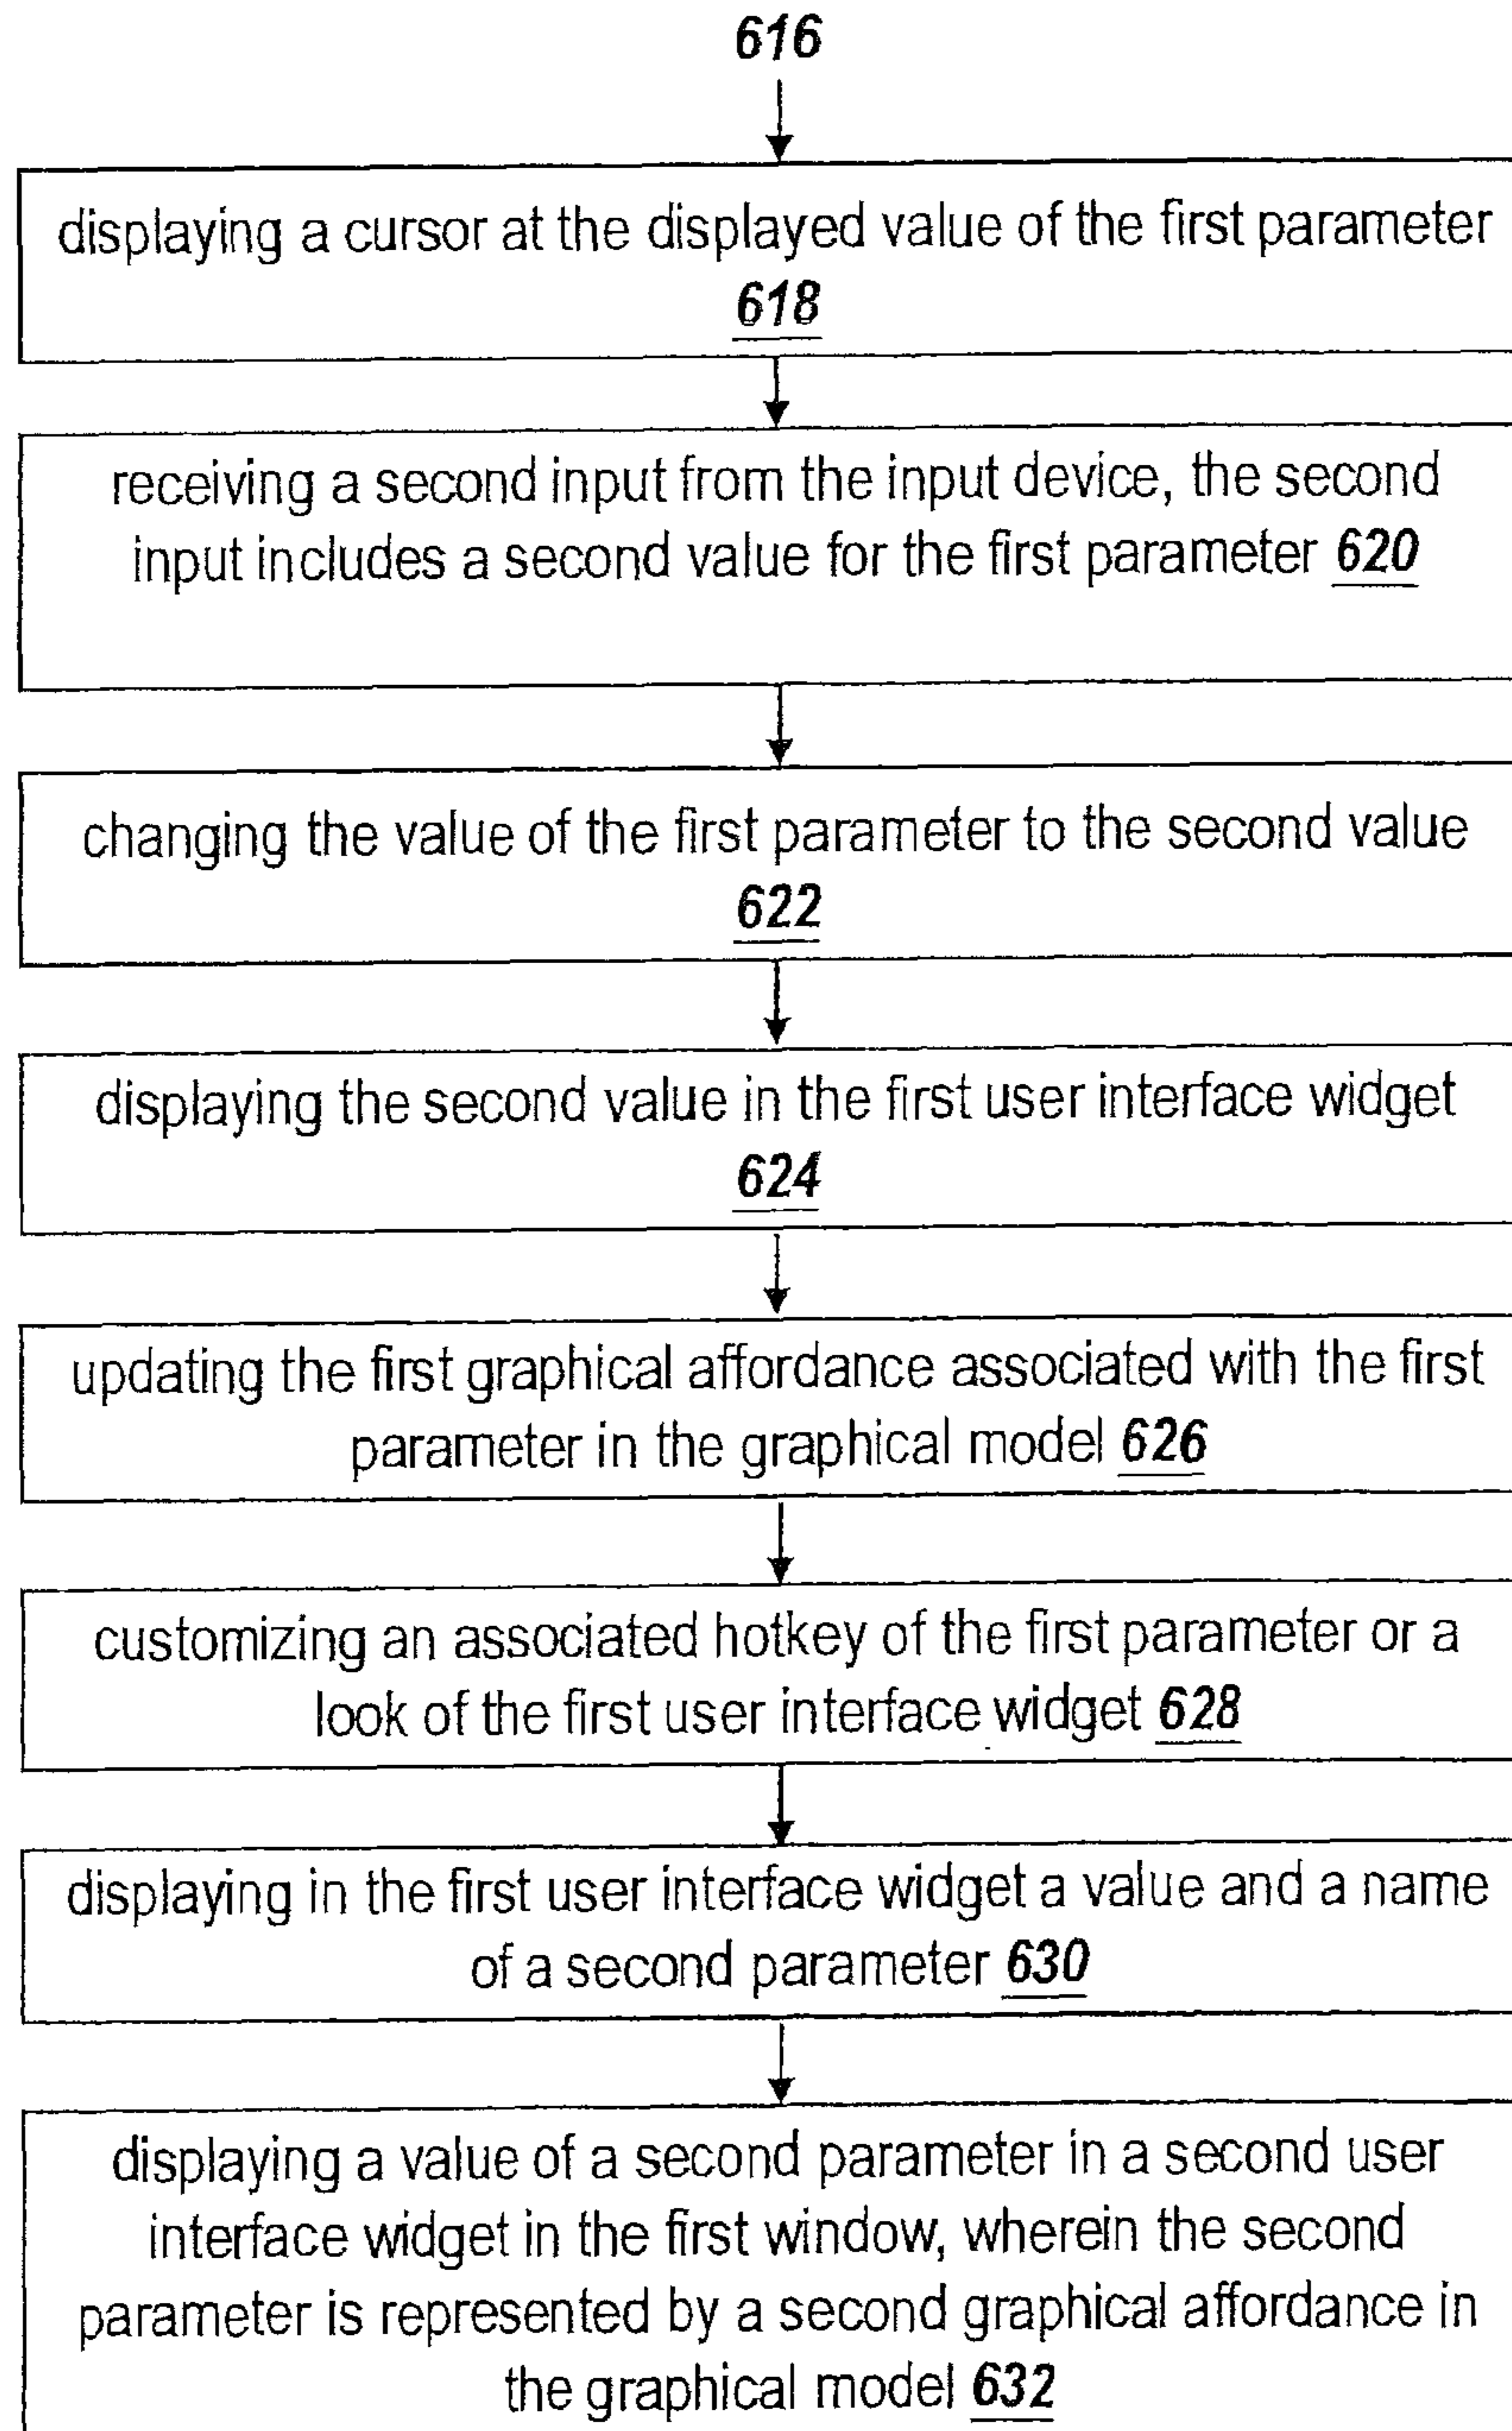 616
displaying a cursor at the displayed value of the first parameter
618
receiving a second input from the input device, the second
input includes a second value for the first parameter 620
changing the value of the first parameter to the second value
622
displaying the second value in the first user interface widget
624
updating the first graphical affordance associated with the first
parameter in the graphical model 626
customizing an associated hotkey of the first parameter or a
look of the first user interface widget 628
displaying in the first user interface widget a value and a name
of a second parameter 630
displaying a value of a second parameter in a second user
interface widget in the first window, wherein the second
parameter is represented by a second graphical affordance in
the graphical model 632